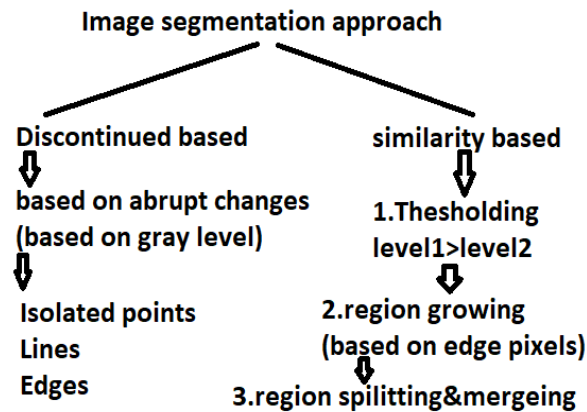 Image segmentation approach
Discontinued based
based on abrupt changes
(based on gray level)
Isolated points
Lines
Edges
similarity based
1.Thesholding
level1>level2
2.region growing
(based on edge pixels)
3.region spilitting&mergeing